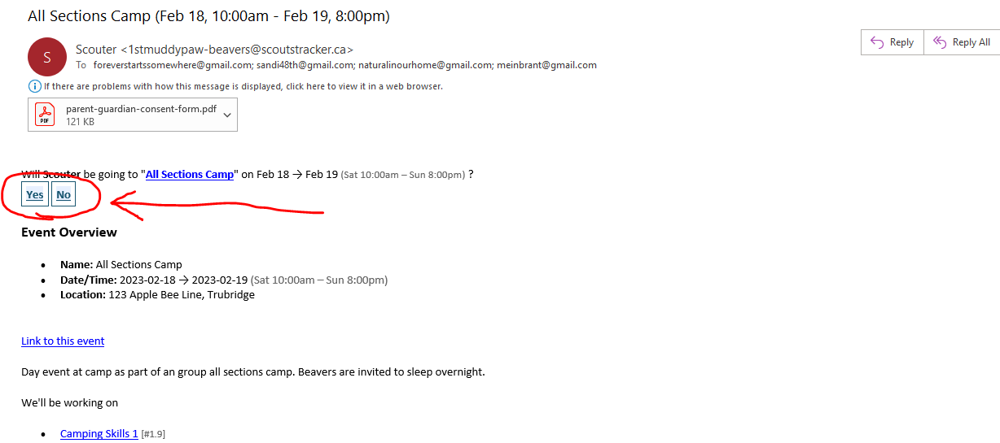 All Sections Camp (Feb 18, 10:00am - Feb 19, 8:00pm)
S
Scouter <1stmuddypaw-beavers@scoutstracker.ca>
Reply
Reply All
To foreverstartssomewhere@gmail.com; sandi48th@gmail.com; naturalinourhome@gmail.com; meinbrant@gmail.com
If there are problems with how this message is displayed, click here to view it in a web browser.
PDF
parent-guardian-consent-form.pdf
121 KB
Will Scouter be going to "All Sections Camp" on Feb 18 → Feb 19 (Sat 10:00am – Sun 8:00pm) ?
Yes No
Event Overview
• Name: All Sections Camp
• Date/Time: 2023-02-18 → 2023-02-19 (Sat 10:00am – Sun 8:00pm)
• Location: 123 Apple Bee Line, Trubridge
Link to this event
Day event at camp as part of an group all sections camp. Beavers are invited to sleep overnight.
We'll be working on
• Camping Skills 1 [#1.9]